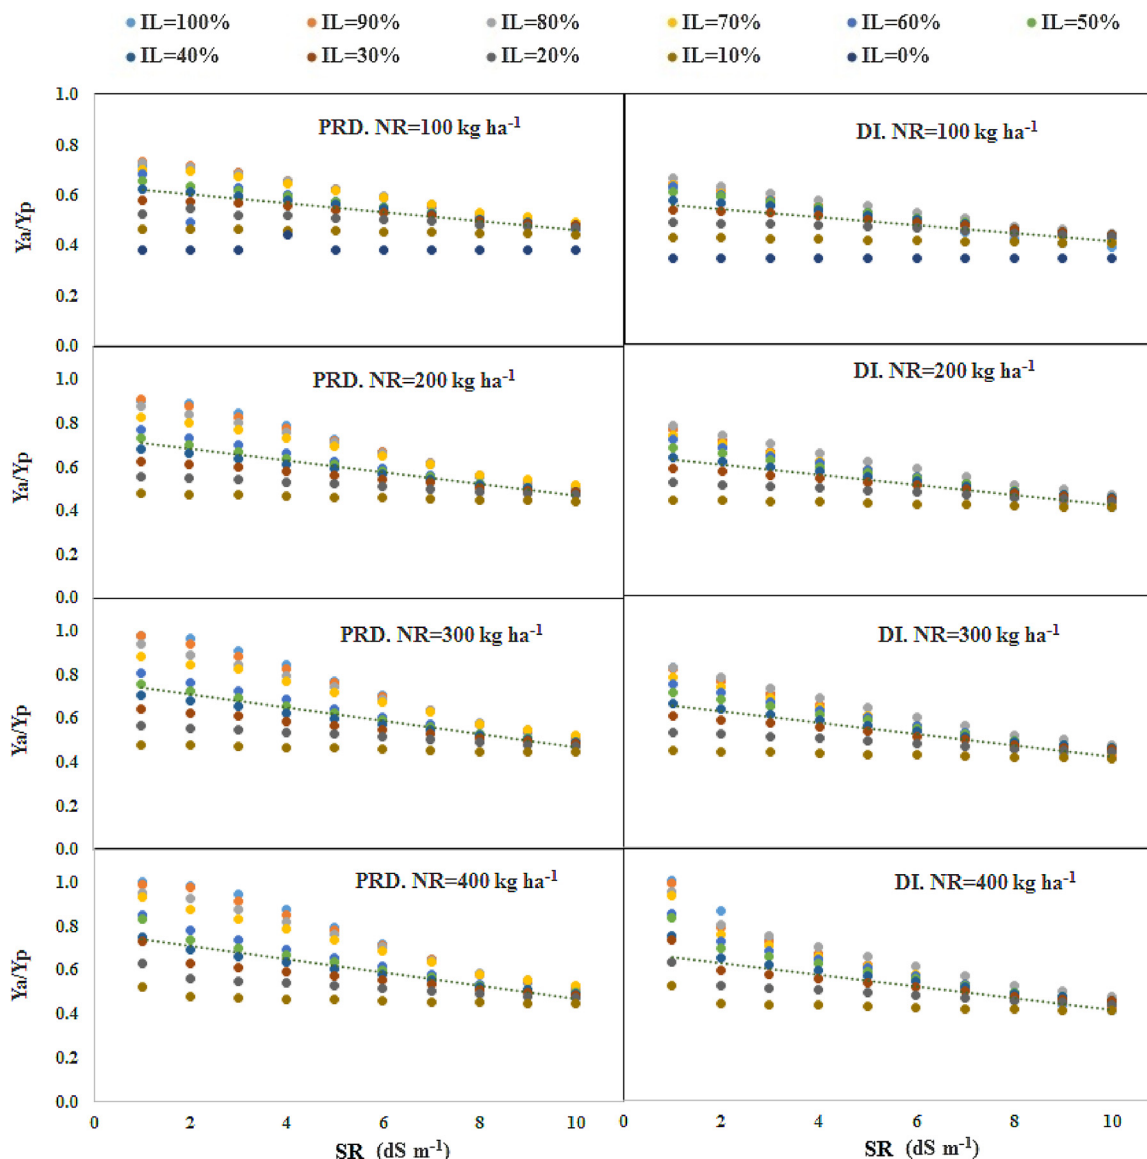 IL=100% IL=90% IL=80% IL=70% IL=60% IL=50%
IL=40% IL=30% IL=20% IL=10% IL=0%
1.0
0.8
0.6
0.4
0.2
0.0
Ya/Yp
PRD. NR=100 kg ha⁻¹
DI. NR=100 kg ha⁻¹
1.0
0.8
0.6
0.4
0.2
0.0
Ya/Yp
PRD. NR=200 kg ha⁻¹
DI. NR=200 kg ha⁻¹
1.0
0.8
0.6
0.4
0.2
0.0
Ya/Yp
PRD. NR=300 kg ha⁻¹
DI. NR=300 kg ha⁻¹
1.0
0.8
0.6
0.4
0.2
0.0
Ya/Yp
PRD. NR=400 kg ha⁻¹
DI. NR=400 kg ha⁻¹
0 2 4 6 8 10 0 2 4 6 8 10
SR (dS m⁻¹) SR (dS m⁻¹)